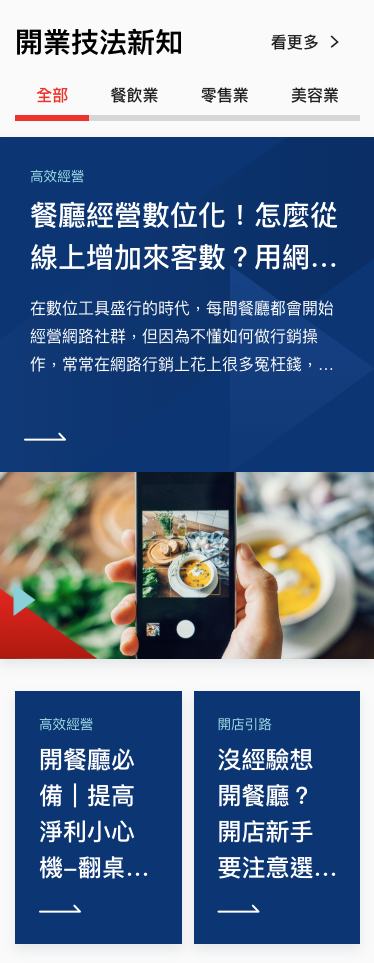 開業技法新知
看更多
全部 餐飲業 零售業 美容業
高效經營
餐廳經營數位化！怎麼從
線上增加來客數？用網...
在數位工具盛行的時代，每間餐廳都會開始
經營網路社群，但因為不懂如何做行銷操
作，常常在網路行銷上花上很多冤枉錢，...
高效經營
開餐廳必
備｜提高
淨利小心
機–翻桌...
開店引路
沒經驗想
開餐廳？
開店新手
要注意選...